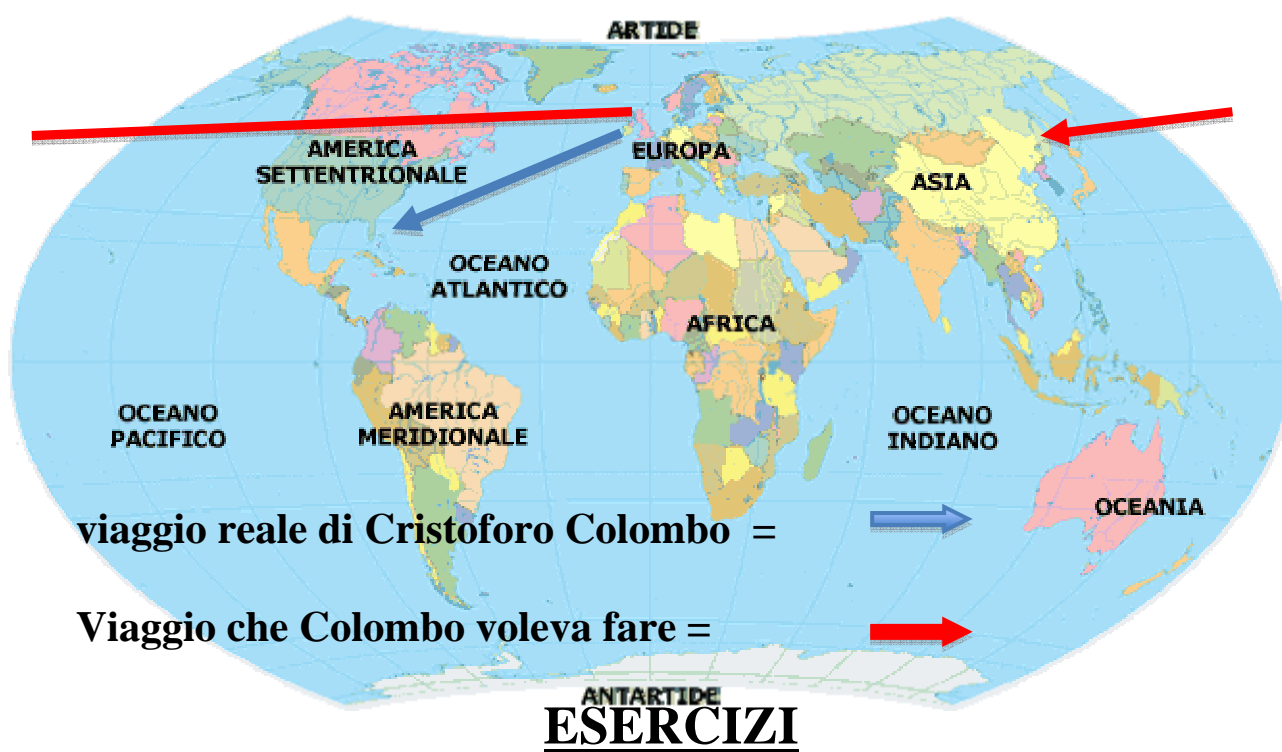 ARTIDE
AMERICA
SETTENTRIONALE
EUROPA
ASIA
OCEANO
ATLANTICO
AFRICA
OCEANO
PACIFICO
AMERICA
MERIDIONALE
OCEANO
INDIANO
OCEANIA
viaggio reale di Cristoforo Colombo =
Viaggio che Colombo voleva fare =
ANTARTIDE
ESERCIZI